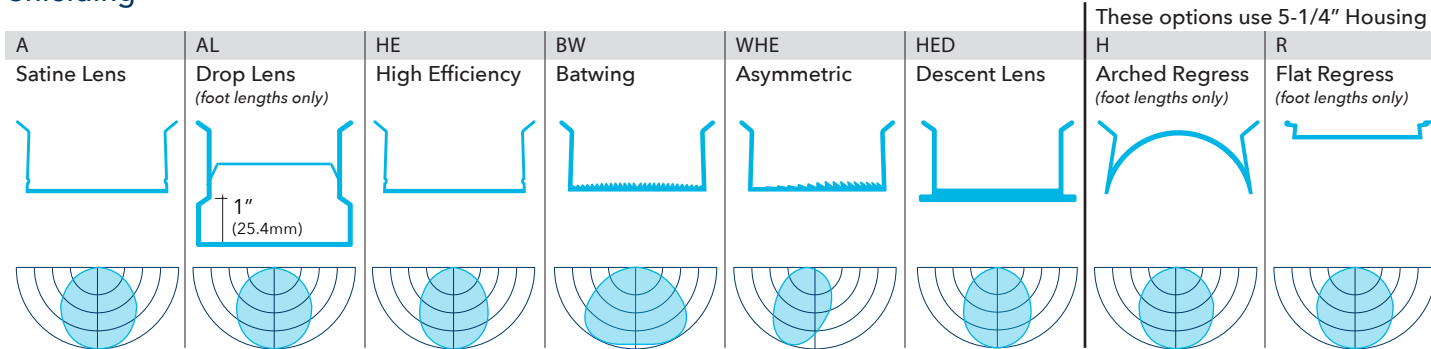 Shielding
These options use 5-1/4” Housing
A
Satine Lens
AL
Drop Lens
(foot lengths only)
1”
(25.4mm)
HE
High Efficiency
BW
Batwing
WHE
Asymmetric
HED
Descent Lens
H
Arched Regress
(foot lengths only)
R
Flat Regress
(foot lengths only)